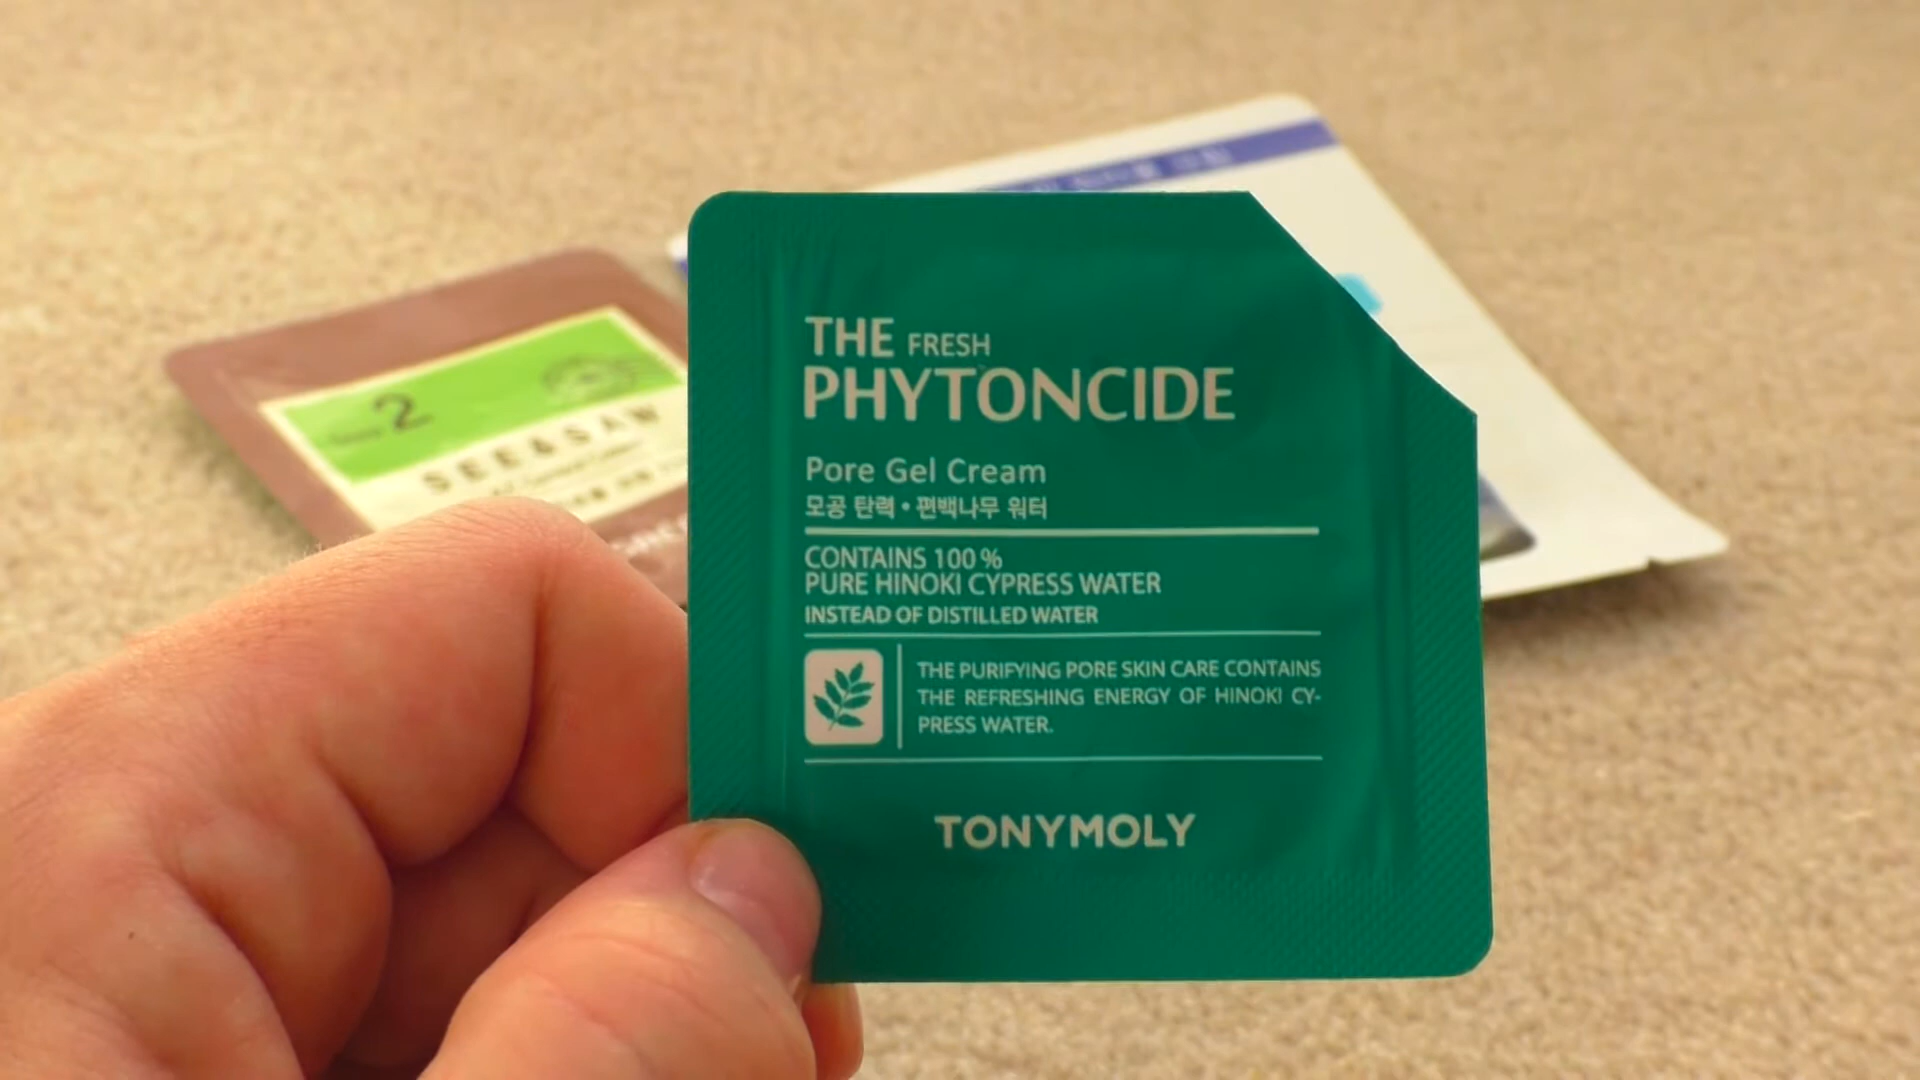 THE FRESH
PHYTONCIDE
Pore Gel Cream
모공 탄력 • 편백나무 워터
CONTAINS 100 %
PURE HINOKI CYPRESS WATER
INSTEAD OF DISTILLED WATER
THE PURIFYING PORE SKIN CARE CONTAINS
THE REFRESHING ENERGY OF HINOKI CY-
PRESS WATER.
TONYMOLY
2
SEE & SAW